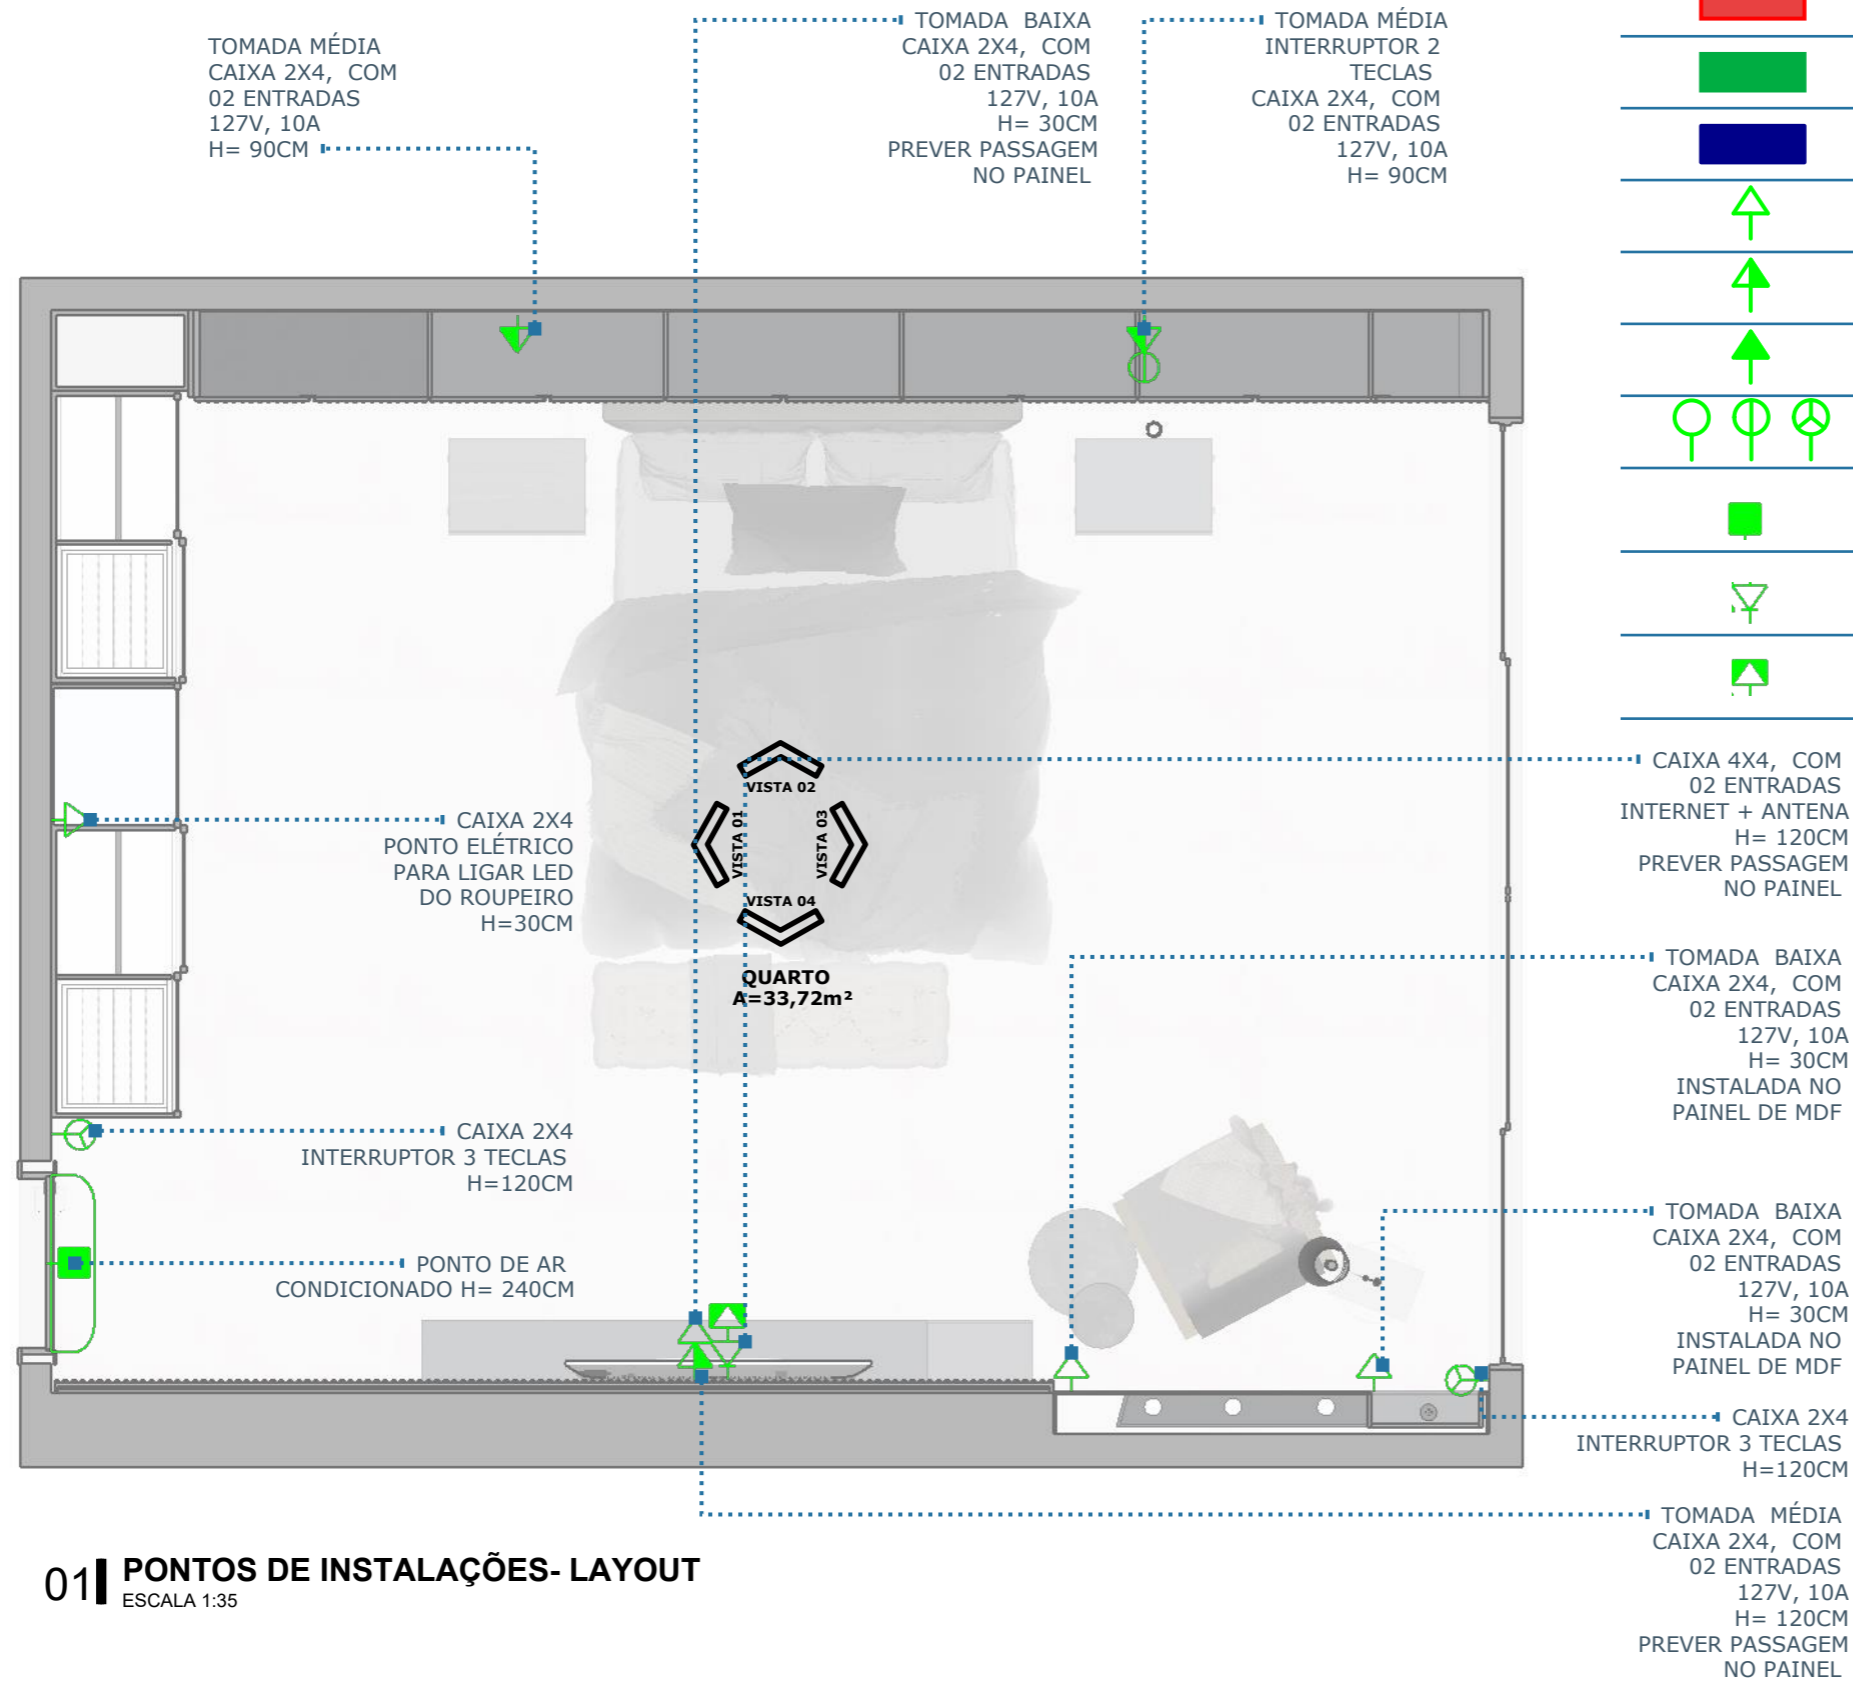 TOMADA MÉDIA
CAIXA 2X4, COM
02 ENTRADAS
127V, 10A
H= 90CM
TOMADA BAIXA
CAIXA 2X4, COM
02 ENTRADAS
127V, 10A
H= 30CM
PREVER PASSAGEM
NO PAINEL
TOMADA MÉDIA
INTERRUPTOR 2
TECLAS
CAIXA 2X4, COM
02 ENTRADAS
127V, 10A
H= 90CM
VISTA 02
VISTA 01
VISTA 03
VISTA 04
QUARTO
A=33,72m²
CAIXA 2X4
PONTO ELÉTRICO
PARA LIGAR LED
DO ROUPEIRO
H=30CM
CAIXA 2X4
INTERRUPTOR 3 TECLAS
H=120CM
PONTO DE AR
CONDICIONADO H= 240CM
CAIXA 4X4, COM
02 ENTRADAS
INTERNET + ANTENA
H= 120CM
PREVER PASSAGEM
NO PAINEL
TOMADA BAIXA
CAIXA 2X4, COM
02 ENTRADAS
127V, 10A
H= 30CM
INSTALADA NO
PAINEL DE MDF
TOMADA BAIXA
CAIXA 2X4, COM
02 ENTRADAS
127V, 10A
H= 30CM
INSTALADA NO
PAINEL DE MDF
CAIXA 2X4
INTERRUPTOR 3 TECLAS
H=120CM
TOMADA MÉDIA
CAIXA 2X4, COM
02 ENTRADAS
127V, 10A
H= 120CM
PREVER PASSAGEM
NO PAINEL
01 PONTOS DE INSTALAÇÕES- LAYOUT
ESCALA 1:35